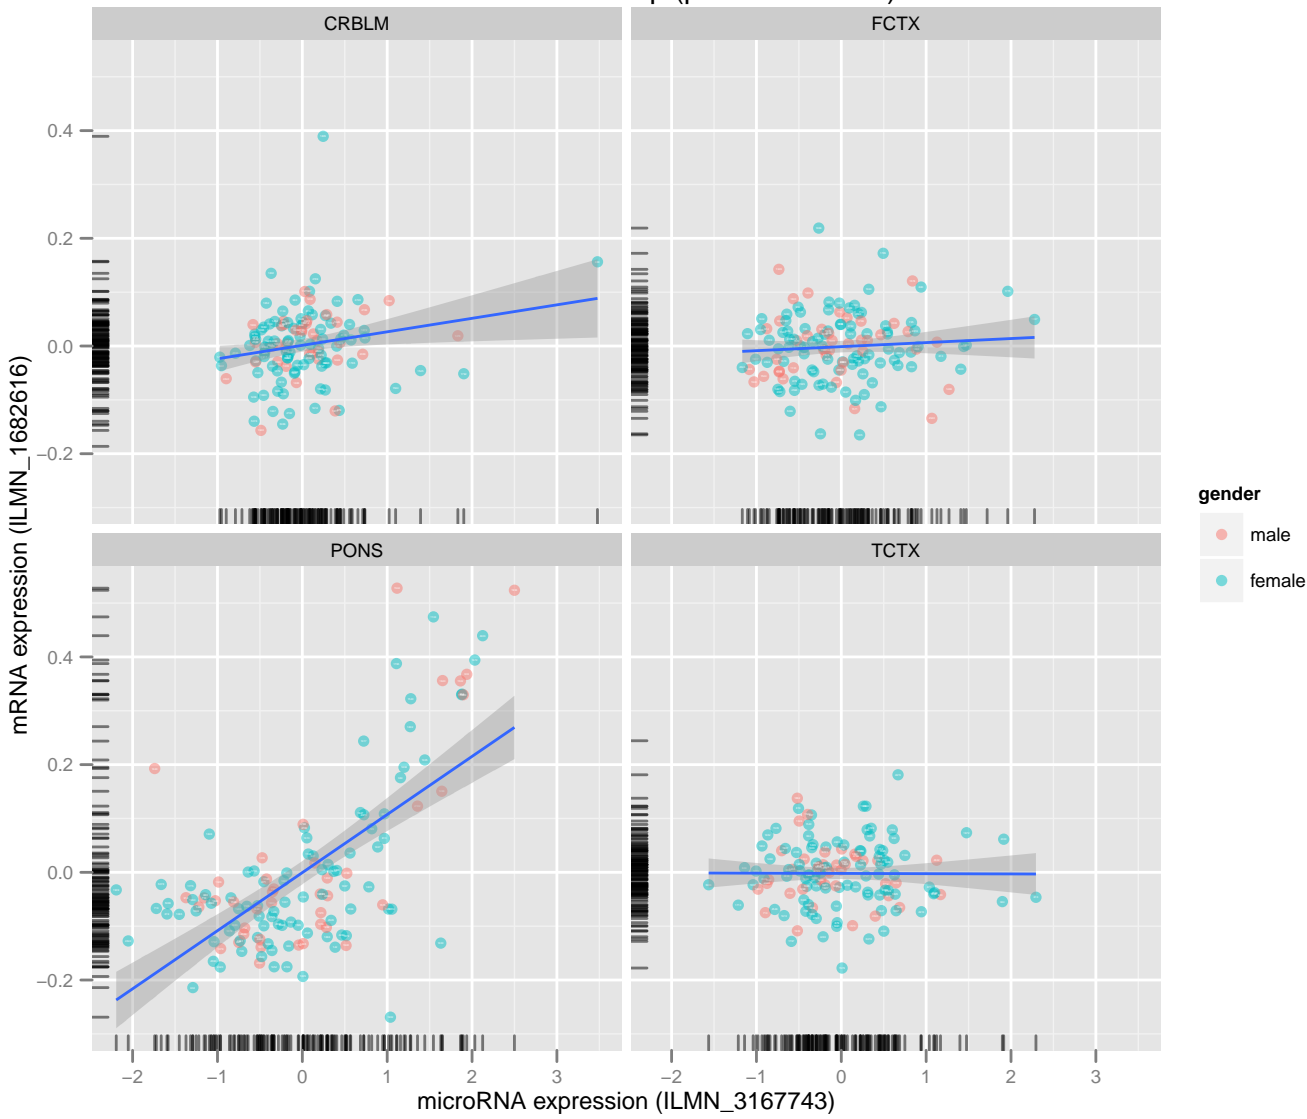 CRBLM
FCTX
0.4
0.2
0.0
−0.2
PONS
TCTX
0.4
0.2
0.0
−0.2
−2 −1 0 1 2 3
−2 −1 0 1 2 3
microRNA expression (ILMN_3167743)
mRNA expression (ILMN_1682616)
gender
male
female